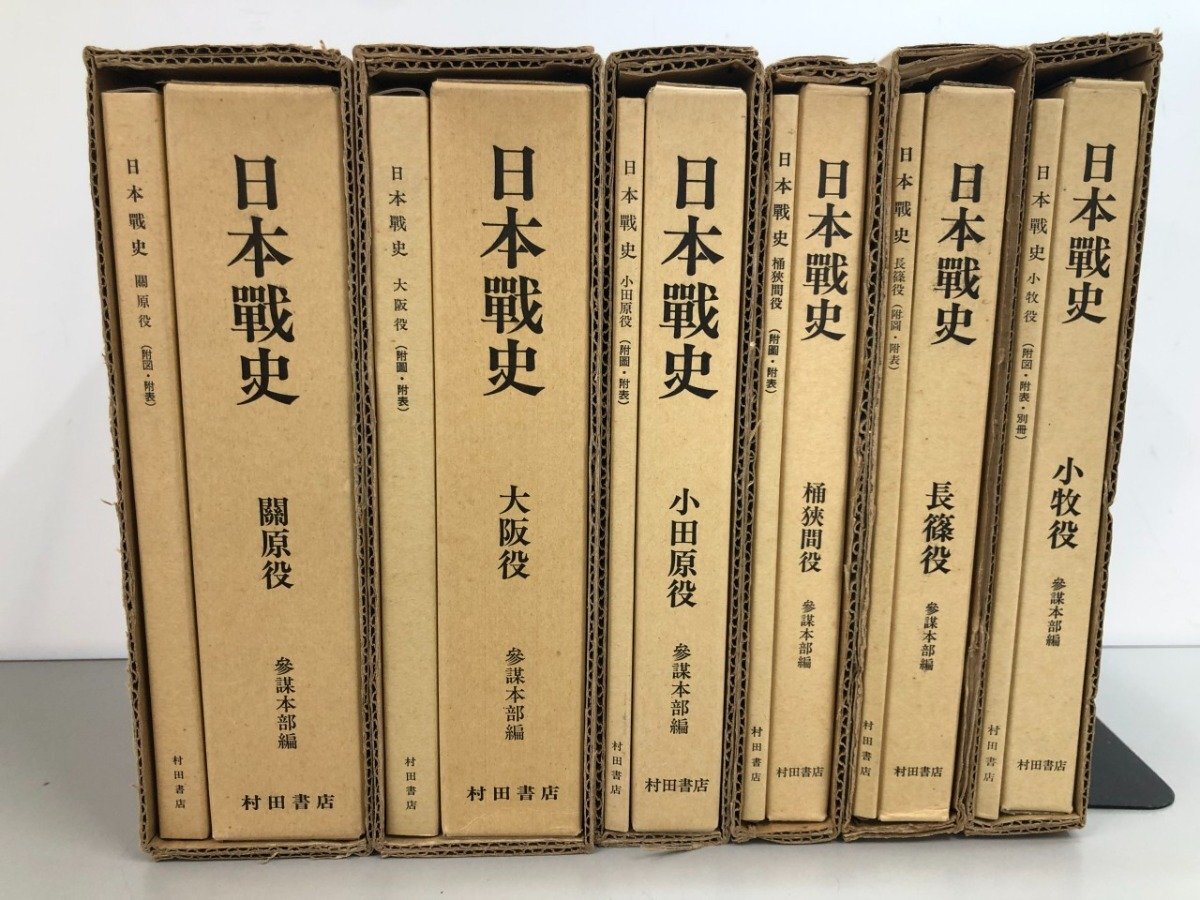 日本戰史 關原役（附図・附表） 村田書店
日本戰史 關原役 參謀本部編 村田書店
日本戰史 大阪役（附圖・附表） 村田書店
日本戰史 大阪役 參謀本部編 村田書店
日本戰史 小田原役（附圖・附表） 村田書店
日本戰史 小田原役 參謀本部編 村田書店
日本戰史 桶狹間役（附圖・附表） 村田書店
日本戰史 桶狹間役 參謀本部編 村田書店
日本戰史 長篠役（附圖・附表） 村田書店
日本戰史 長篠役 參謀本部編 村田書店
日本戰史 小牧役（附図・附表・別冊） 村田書店
日本戰史 小牧役 參謀本部編 村田書店